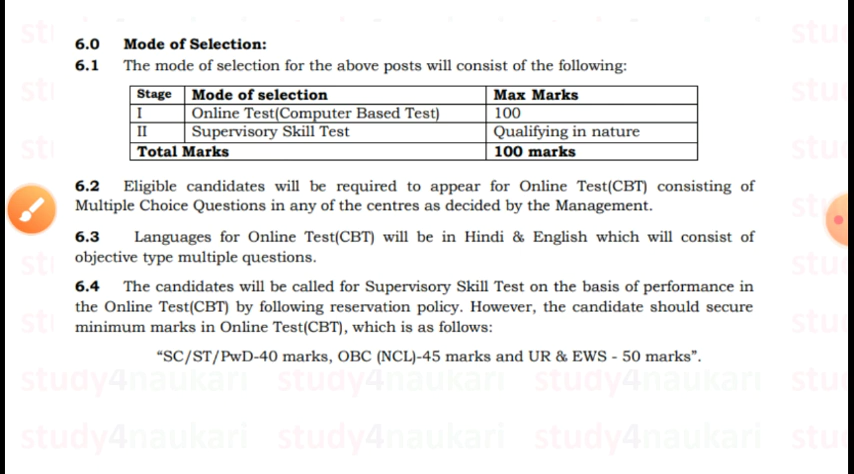 6.0 Mode of Selection:
6.1 The mode of selection for the above posts will consist of the following:
Stage Mode of selection Max Marks
I Online Test(Computer Based Test) 100
II Supervisory Skill Test Qualifying in nature
Total Marks 100 marks
6.2 Eligible candidates will be required to appear for Online Test(CBT) consisting of
Multiple Choice Questions in any of the centres as decided by the Management.
6.3 Languages for Online Test(CBT) will be in Hindi & English which will consist of
objective type multiple questions.
6.4 The candidates will be called for Supervisory Skill Test on the basis of performance in
the Online Test(CBT) by following reservation policy. However, the candidate should secure
minimum marks in Online Test(CBT), which is as follows:
“SC/ST/PwD-40 marks, OBC (NCL)-45 marks and UR & EWS - 50 marks”.
study4naukari study4naukari study4naukari stu
study4naukari study4naukari study4naukari stu